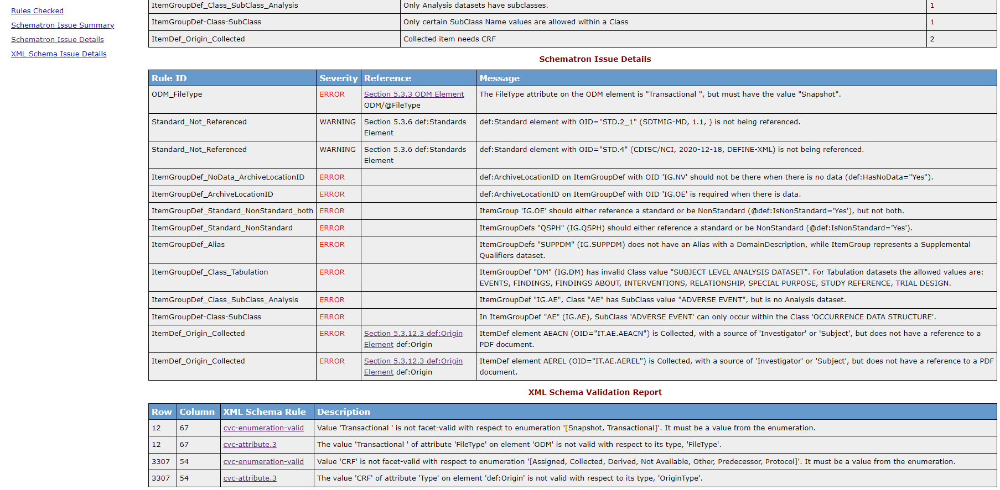 Rules Checked
Schematron Issue Summary
Schematron Issue Details
XML Schema Issue Details
ItemGroupDef_Class_SubClass_Analysis Only Analysis datasets have subclasses. 1
ItemGroupDef-Class-SubClass Only certain SubClass Name values are allowed within a Class 1
ItemDef_Origin_Collected Collected item needs CRF 2
Schematron Issue Details
Rule ID Severity Reference Message
ODM_FileType ERROR Section 5.3.3 ODM Element The FileType attribute on the ODM element is "Transactional ", but must have the value "Snapshot".
ODM/@FileType
Standard_Not_Referenced WARNING Section 5.3.6 def:Standards def:Standard element with OID="STD.2_1" (SDTMIG-MD, 1.1, ) is not being referenced.
Element
Standard_Not_Referenced WARNING Section 5.3.6 def:Standards def:Standard element with OID="STD.4" (CDISC/NCI, 2020-12-18, DEFINE-XML) is not being referenced.
Element
ItemGroupDef_NoData_ArchiveLocationID ERROR def:ArchiveLocationID on ItemGroupDef with OID 'IG.NV' should not be there when there is no data (def:HasNoData="Yes").
ItemGroupDef_ArchiveLocationID ERROR def:ArchiveLocationID on ItemGroupDef with OID 'IG.OE' is required when there is data.
ItemGroupDef_Standard_NonStandard_both ERROR ItemGroup 'IG.OE' should either reference a standard or be NonStandard (@def:IsNonStandard='Yes'), but not both.
ItemGroupDef_Standard_NonStandard ERROR ItemGroupDefs "QSPH" (IG.QSPH) should either reference a standard or be NonStandard (@def:IsNonStandard='Yes').
ItemGroupDef_Alias ERROR ItemGroupDefs "SUPPDM" (IG.SUPPDM) does not have an Alias with a DomainDescription, while ItemGroup represents a Supplemental
Qualifiers dataset.
ItemGroupDef_Class_Tabulation ERROR ItemGroupDef "DM" (IG.DM) has invalid Class value "SUBJECT LEVEL ANALYSIS DATASET". For Tabulation datasets the allowed values are:
EVENTS, FINDINGS, FINDINGS ABOUT, INTERVENTIONS, RELATIONSHIP, SPECIAL PURPOSE, STUDY REFERENCE, TRIAL DESIGN.
ItemGroupDef_Class_SubClass_Analysis ERROR ItemGroupDef "IG.AE", Class "AE" has SubClass value "ADVERSE EVENT", but is no Analysis dataset.
ItemGroupDef-Class-SubClass ERROR In ItemGroupDef "AE" (IG.AE), SubClass 'ADVERSE EVENT' can only occur within the Class 'OCCURRENCE DATA STRUCTURE'.
ItemDef_Origin_Collected ERROR Section 5.3.12.3 def:Origin ItemDef element AEACN (OID="IT.AE.AEACN") is Collected, with a source of 'Investigator' or 'Subject', but does not have a reference to a
Element def:Origin PDF document.
ItemDef_Origin_Collected ERROR Section 5.3.12.3 def:Origin ItemDef element AEREL (OID="IT.AE.AEREL") is Collected, with a source of 'Investigator' or 'Subject', but does not have a reference to a PDF
Element def:Origin document.
XML Schema Validation Report
Row Column XML Schema Rule Description
12 67 cvc-enumeration-valid Value 'Transactional ' is not facet-valid with respect to enumeration '[Snapshot, Transactional]'. It must be a value from the enumeration.
12 67 cvc-attribute.3 The value 'Transactional ' of attribute 'FileType' on element 'ODM' is not valid with respect to its type, 'FileType'.
3307 54 cvc-enumeration-valid Value 'CRF' is not facet-valid with respect to enumeration '[Assigned, Collected, Derived, Not Available, Other, Predecessor, Protocol]'. It must be a value from the enumeration.
3307 54 cvc-attribute.3 The value 'CRF' of attribute 'Type' on element 'def:Origin' is not valid with respect to its type, 'OriginType'.